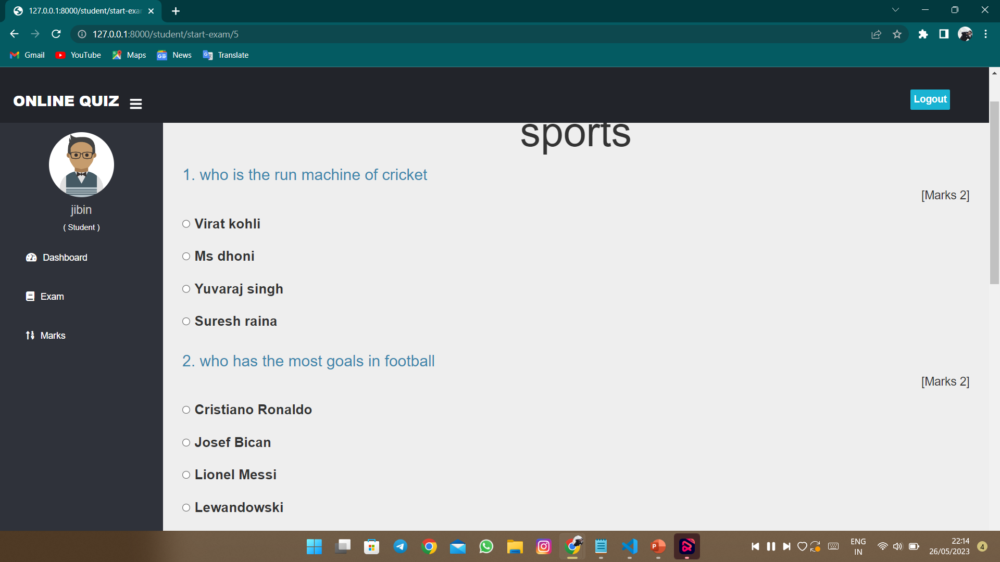 127.0.0.1:8000/student/start-exar
127.0.0.1:8000/student/start-exam/5
Gmail
YouTube
Maps
News
Translate
ONLINE QUIZ
Logout
jibin
( Student )
Dashboard
Exam
Marks
sports
1. who is the run machine of cricket
[Marks 2]
Virat kohli
Ms dhoni
Yuvaraj singh
Suresh raina
2. who has the most goals in football
[Marks 2]
Cristiano Ronaldo
Josef Bican
Lionel Messi
Lewandowski
ENG
IN
22:14
26/05/2023
4